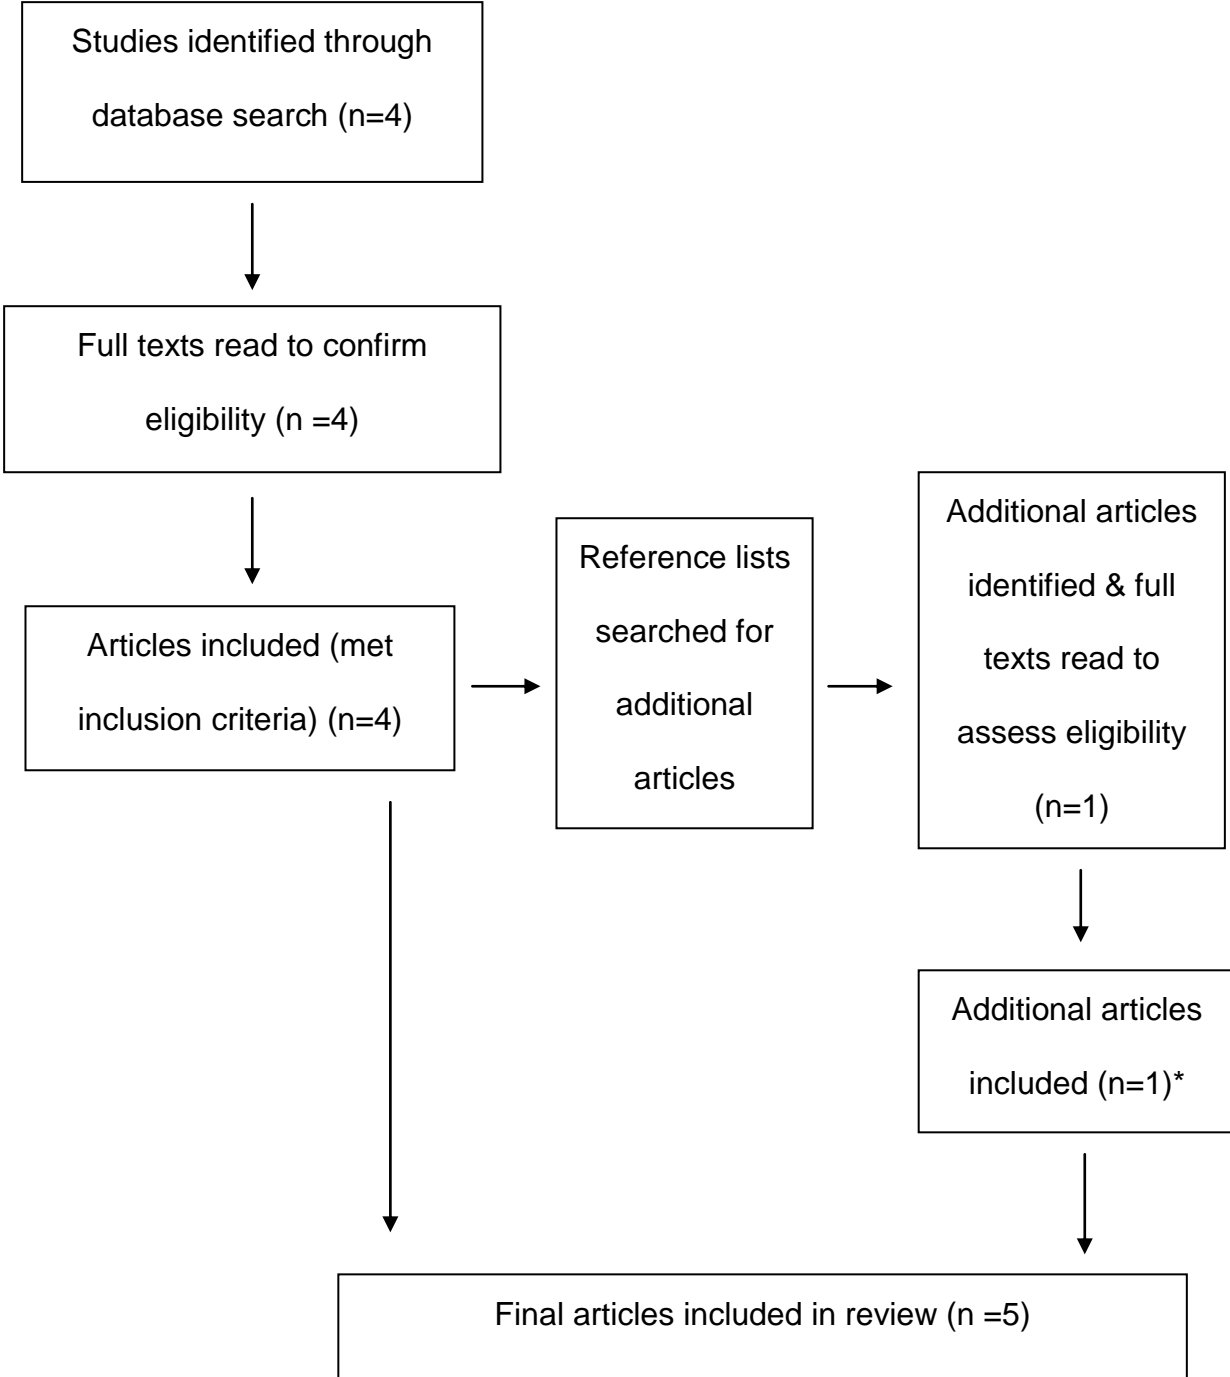 Studies identified through
database search (n=4)
Full texts read to confirm
eligibility (n =4)
Articles included (met
inclusion criteria) (n=4)
Reference lists
searched for
additional
articles
Additional articles
identified & full
texts read to
assess eligibility
(n=1)
Additional articles
included (n=1)*
Final articles included in review (n =5)